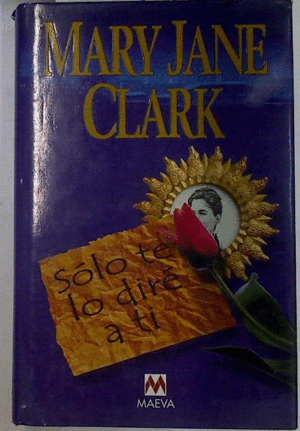 MARY JANE
CLARK
Sólo te
lo diré
a ti
MAEVA